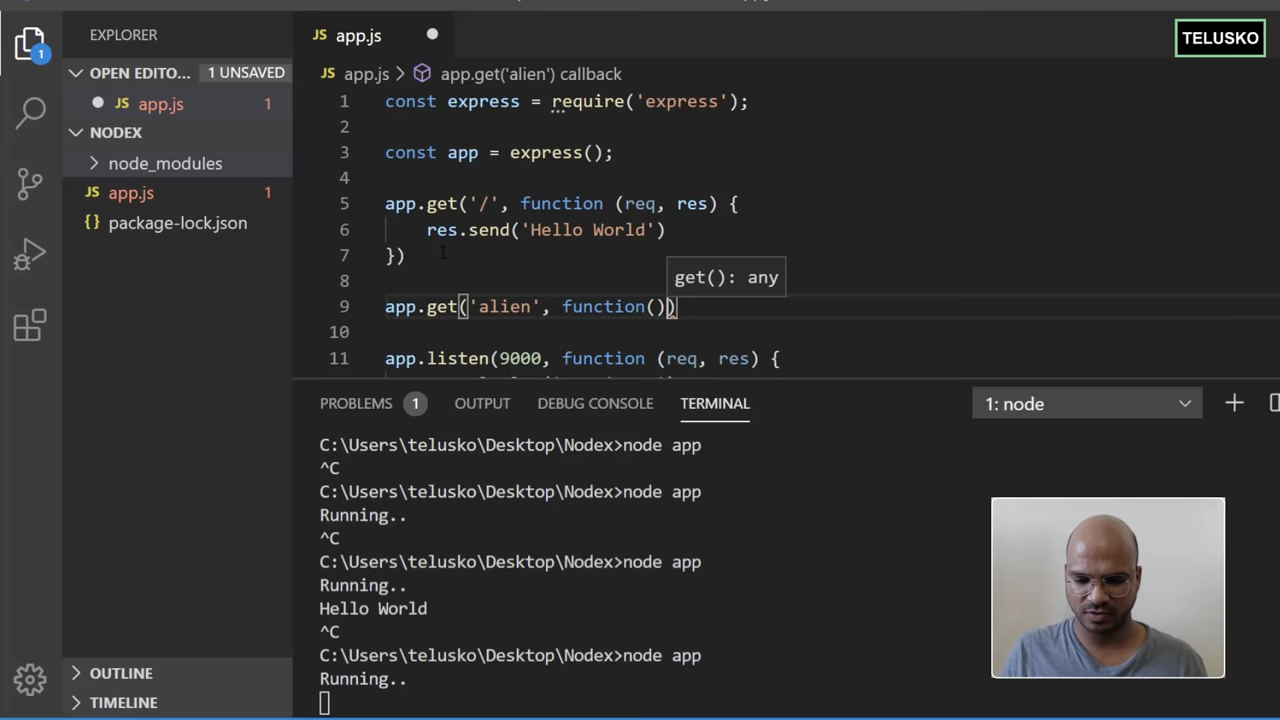 EXPLORER
JS app.js
TELUSKO
1
OPEN EDITO... 1 UNSAVED
JS app.js 1
NODEX
node_modules
JS app.js 1
{} package-lock.json
OUTLINE
TIMELINE
JS app.js > app.get('alien') callback
1 const express = require('express');
2
3 const app = express();
4
5 app.get('/', function (req, res) {
6 res.send('Hello World')
7 })
8
get(): any
9 app.get('alien', function())
10
11 app.listen(9000, function (req, res) {
PROBLEMS 1 OUTPUT DEBUG CONSOLE TERMINAL 1: node
C:\Users\telusko\Desktop\Nodex>node app
^C
C:\Users\telusko\Desktop\Nodex>node app
Running..
^C
C:\Users\telusko\Desktop\Nodex>node app
Running..
Hello World
^C
C:\Users\telusko\Desktop\Nodex>node app
Running..